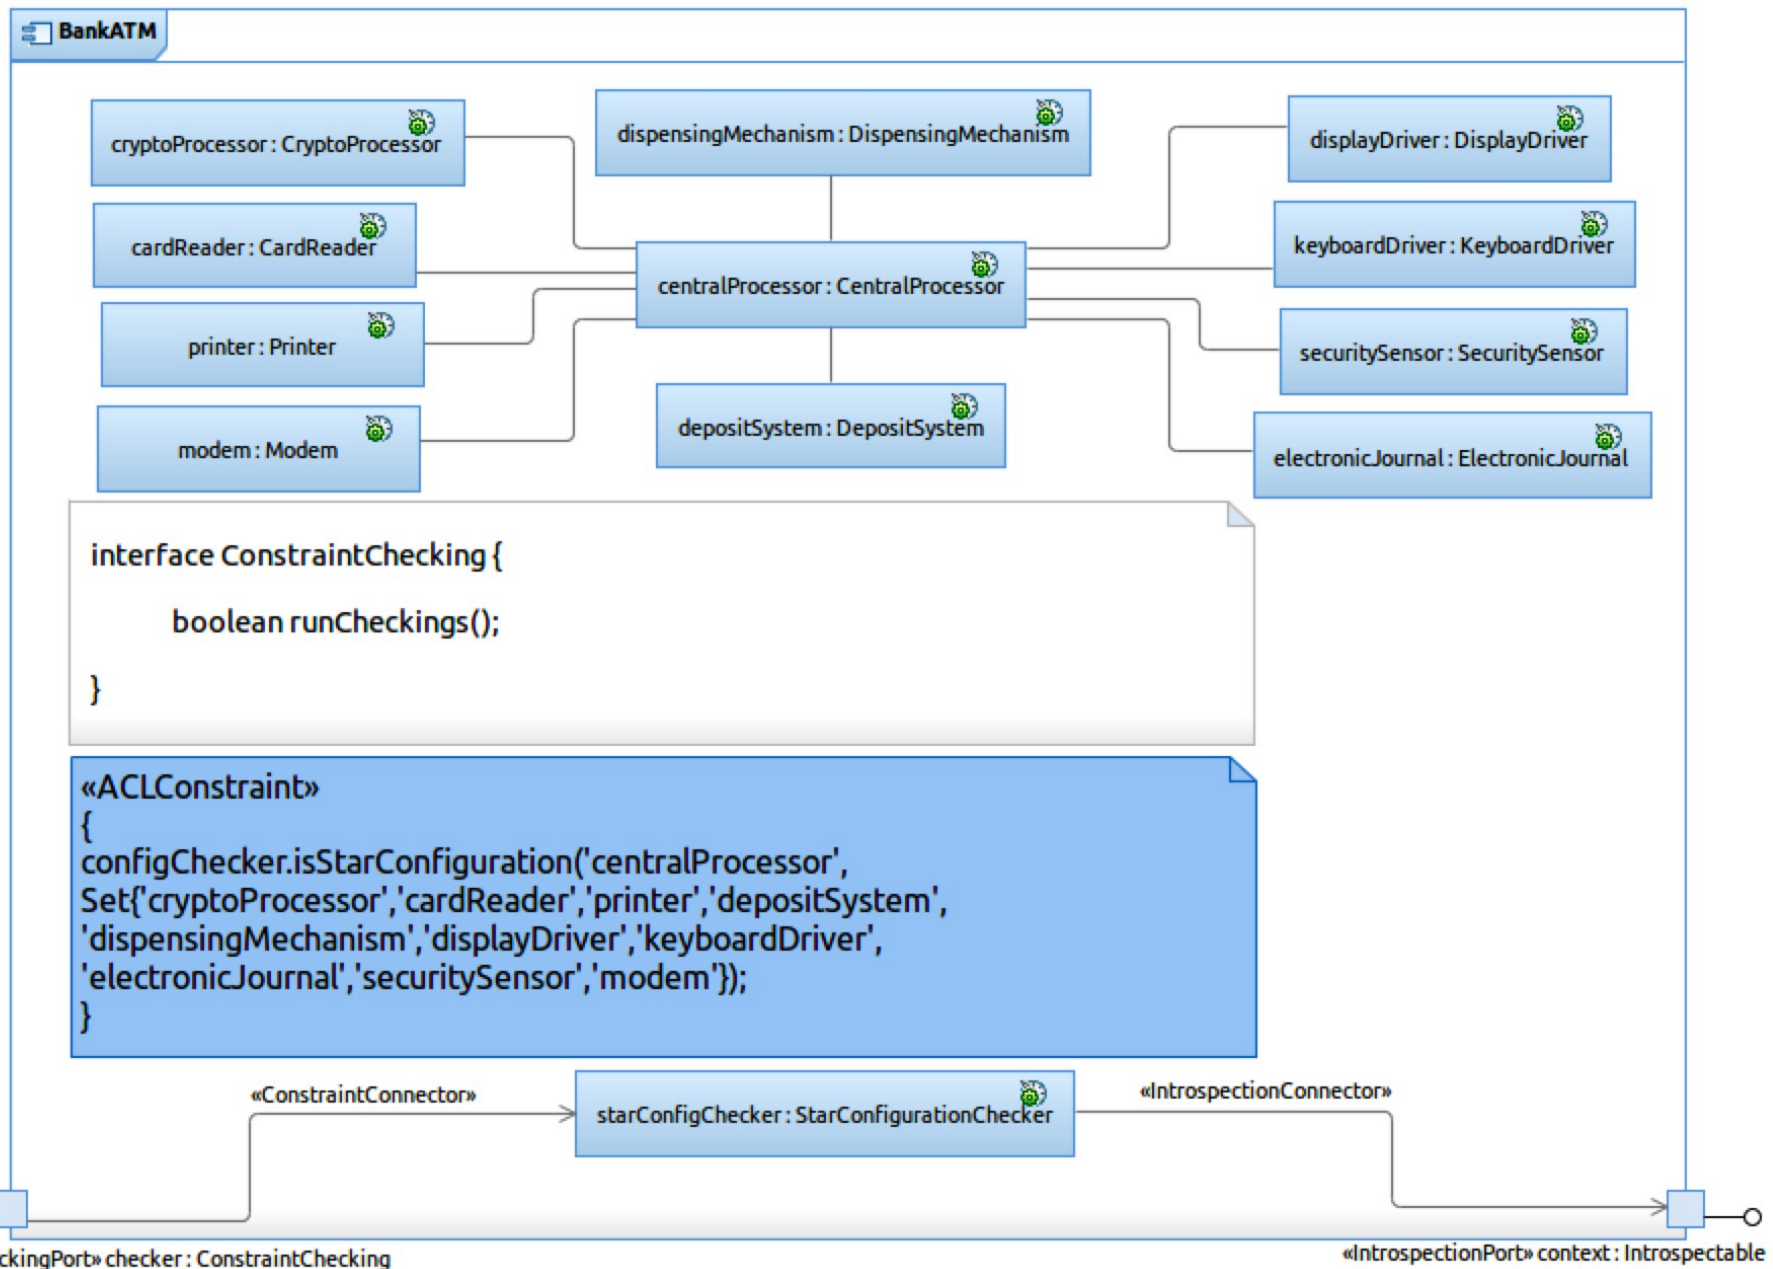 BankATM
cryptoProcessor : CryptoProcessor
dispensingMechanism : DispensingMechanism
displayDriver : DisplayDriver
cardReader : CardReader
keyboardDriver : KeyboardDriver
centralProcessor : CentralProcessor
printer : Printer
securitySensor : SecuritySensor
modem : Modem
depositSystem : DepositSystem
electronicJournal : ElectronicJournal
interface ConstraintChecking {
boolean runCheckings();
}
«ACLConstraint»
{
configChecker.isStarConfiguration('centralProcessor',
Set{'cryptoProcessor','cardReader','printer','depositSystem',
'dispensingMechanism','displayDriver','keyboardDriver',
'electronicJournal','securitySensor','modem'});
}
«ConstraintConnector»
«IntrospectionConnector»
starConfigChecker : StarConfigurationChecker
ckingPort» checker : ConstraintChecking
«IntrospectionPort» context : Introspectable